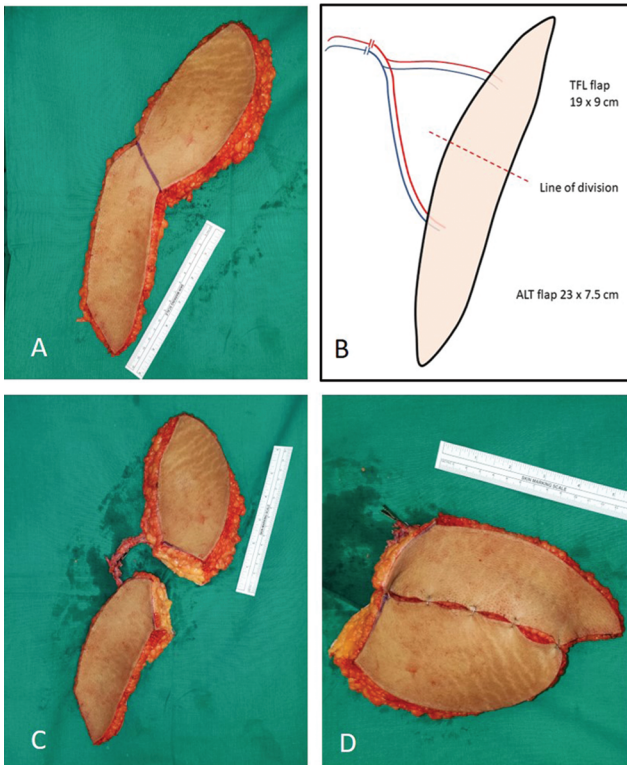 A
TFL flap
19 x 9 cm
Line of division
ALT flap 23 x 7.5 cm
B
C
SKIN MARKING SCALE
D